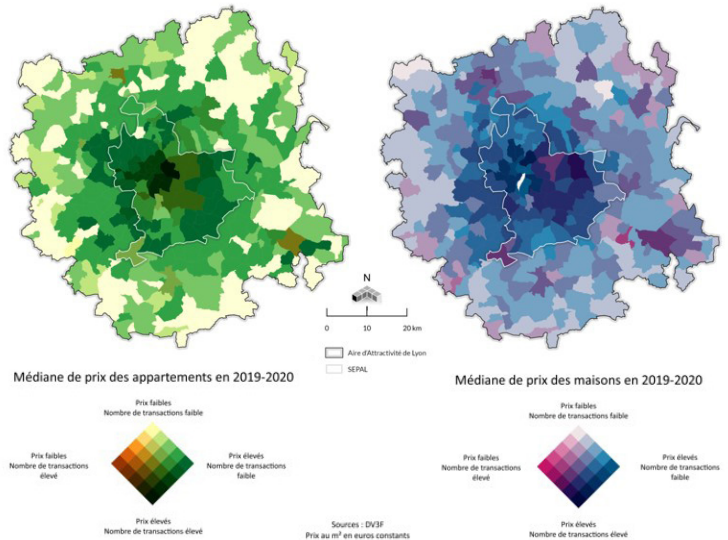 N
0 10 20 km
Aire d'Attractivité de Lyon
SEPAL
Médiane de prix des appartements en 2019-2020
Prix faibles
Nombre de transactions faible
Prix faibles
Nombre de transactions
élevé
Prix élevés
Nombre de transactions
faible
Prix élevés
Nombre de transactions élevé
Médiane de prix des maisons en 2019-2020
Prix faibles
Nombre de transactions faible
Prix faibles
Nombre de transactions
élevé
Prix élevés
Nombre de transactions
faible
Prix élevés
Nombre de transactions élevé
Sources : DV3F
Prix au m² en euros constants